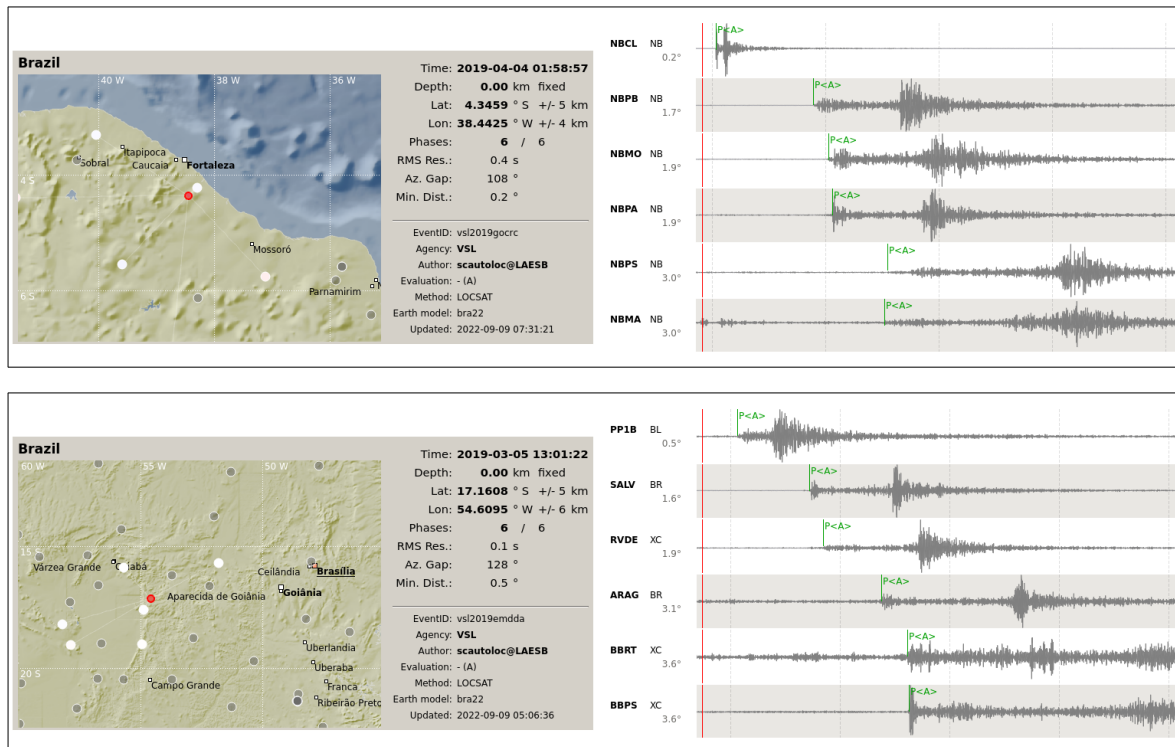 Brazil
40 W 38 W 36 W
Itapipoca
Sobral
Caucaia Fortaleza
4 S
Mossoró
Parnamirim
6 S
Time: 2019-04-04 01:58:57
Depth: 0.00 km fixed
Lat: 4.3459 ° S +/- 5 km
Lon: 38.4425 ° W +/- 4 km
Phases: 6 / 6
RMS Res.: 0.4 s
Az. Gap: 108 °
Min. Dist.: 0.2 °
EventID: vsl2019gocrc
Agency: VSL
Author: scautoloc@LAESB
Evaluation: - (A)
Method: LOCSAT
Earth model: bra22
Updated: 2022-09-09 07:31:21
NBCL NB 0.2° P<A>
NBPB NB 1.7° P<A>
NBMO NB 1.9° P<A>
NBPA NB 1.9° P<A>
NBPS NB 3.0° P<A>
NBMA NB 3.0° P<A>
Brazil
60 W 55 W 50 W
15 S
Várzea Grande
Ceilândia Brasília
Aparecida de Goiânia Goiânia
Uberlandia
Uberaba
20 S
Campo Grande
Franca
Ribeirão Preto
Time: 2019-03-05 13:01:22
Depth: 0.00 km fixed
Lat: 17.1608 ° S +/- 5 km
Lon: 54.6095 ° W +/- 6 km
Phases: 6 / 6
RMS Res.: 0.1 s
Az. Gap: 128 °
Min. Dist.: 0.5 °
EventID: vsl2019emdda
Agency: VSL
Author: scautoloc@LAESB
Evaluation: - (A)
Method: LOCSAT
Earth model: bra22
Updated: 2022-09-09 05:06:36
PP1B BL 0.5° P<A>
SALV BR 1.6° P<A>
RVDE XC 1.9° P<A>
ARAG BR 3.1° P<A>
BBRT XC 3.6° P<A>
BBPS XC 3.6° P<A>